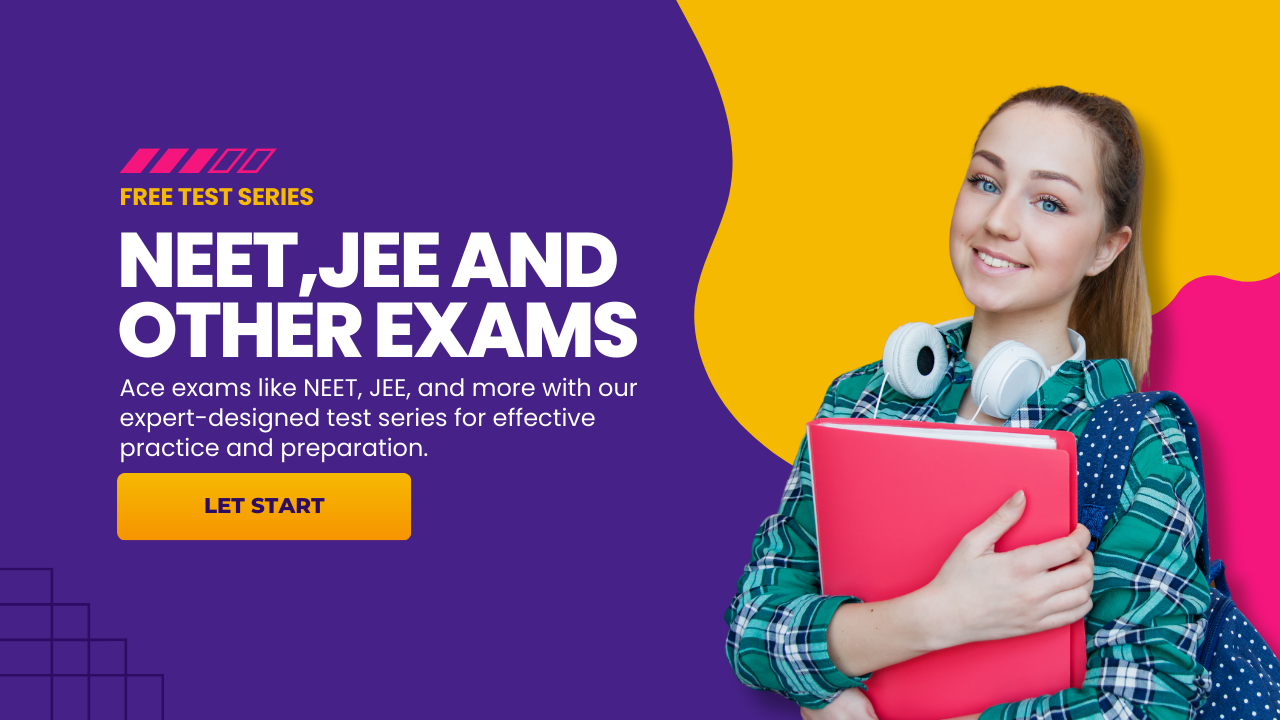 FREE TEST SERIES
NEET,JEE AND
OTHER EXAMS
Ace exams like NEET, JEE, and more with our
expert-designed test series for effective
practice and preparation.
LET START